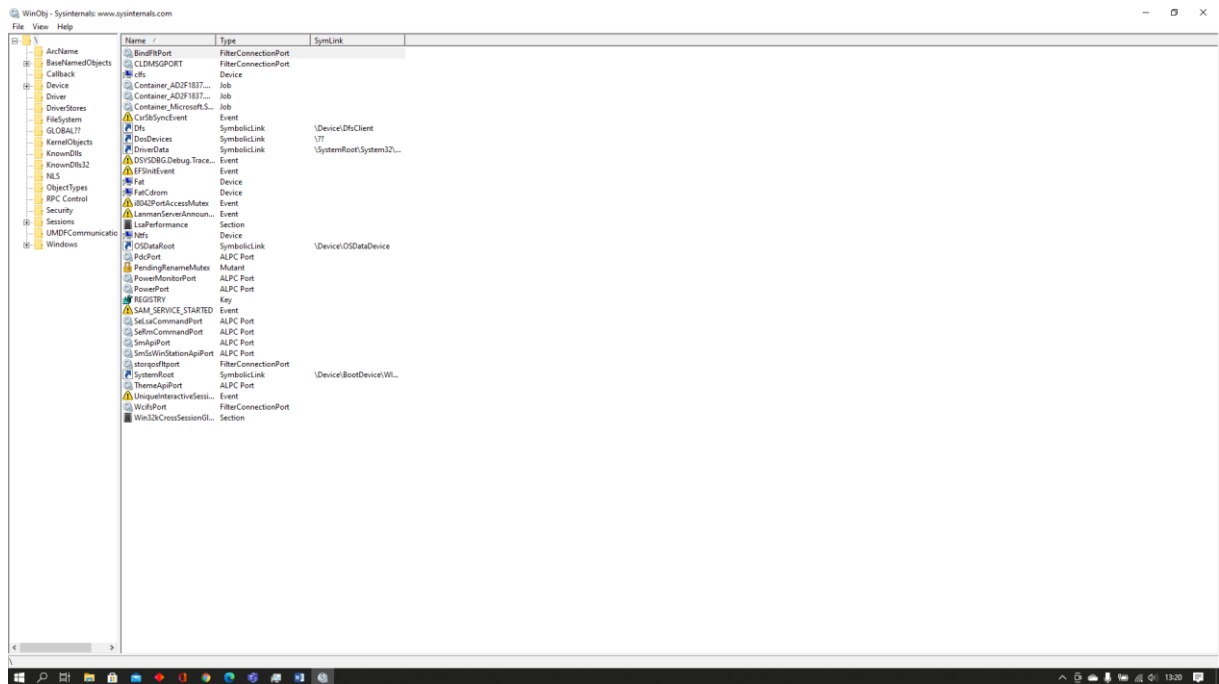 WinObj - Sysinternals: www.sysinternals.com
File View Help
\
ArcName
BaseNamedObjects
Callback
Device
Driver
DriverStores
FileSystem
GLOBAL??
KernelObjects
KnownDlls
KnownDlls32
NLS
ObjectTypes
RPC Control
Security
Sessions
UMDFCommunicatio
Windows
Name Type SymLink
BindFltPort FilterConnectionPort
CLDMSGPORT FilterConnectionPort
clfs Device
Container_AD2F1837.... Job
Container_AD2F1837.... Job
Container_Microsoft.S... Job
CsrSbSyncEvent Event
Dfs SymbolicLink \Device\DfsClient
DosDevices SymbolicLink \??
DriverData SymbolicLink \SystemRoot\System32\...
DSYSDBG.Debug.Trace... Event
EFSInitEvent Event
Fat Device
FatCdrom Device
i8042PortAccessMutex Event
LanmanServerAnnoun... Event
LsaPerformance Section
Ntfs Device
OSDataRoot SymbolicLink \Device\OSDataDevice
PdcPort ALPC Port
PendingRenameMutex Mutant
PowerMonitorPort ALPC Port
PowerPort ALPC Port
REGISTRY Key
SAM_SERVICE_STARTED Event
SeLsaCommandPort ALPC Port
SeRmCommandPort ALPC Port
SmApiPort ALPC Port
SmSsWinStationApiPort ALPC Port
storqosfltport FilterConnectionPort
SystemRoot SymbolicLink \Device\BootDevice\WI...
ThemeApiPort ALPC Port
UniqueInteractiveSessi... Event
WcifsPort FilterConnectionPort
Win32kCrossSessionGl... Section
\
13:20